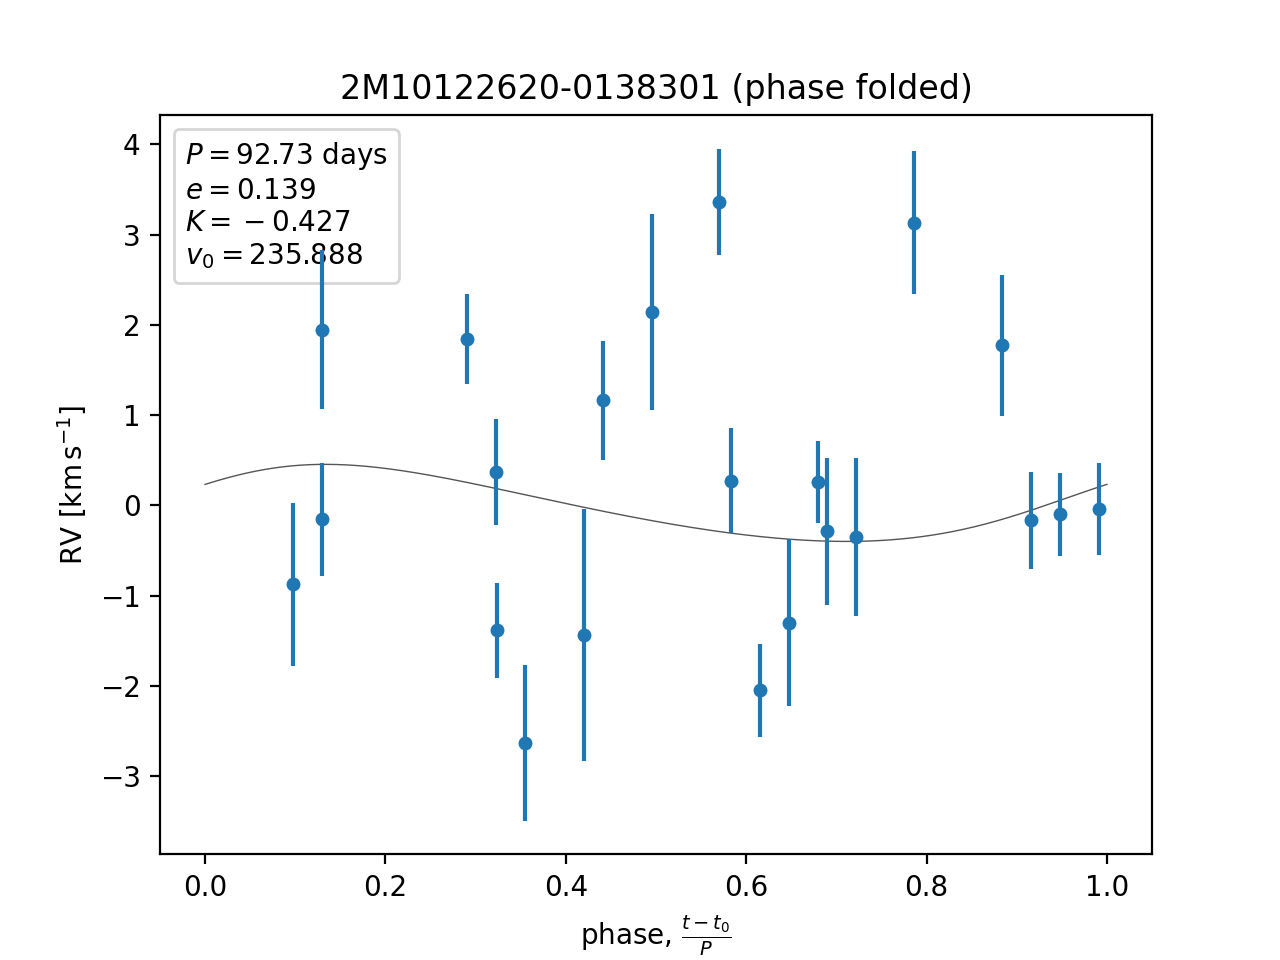 2M10122620-0138301 (phase folded)
P = 92.73 days
e = 0.139
K = −0.427
v₀ = 235.888
4
3
2
1
0
−1
−2
−3
RV [km s⁻¹]
0.0 0.2 0.4 0.6 0.8 1.0
phase, (t − t₀)/P